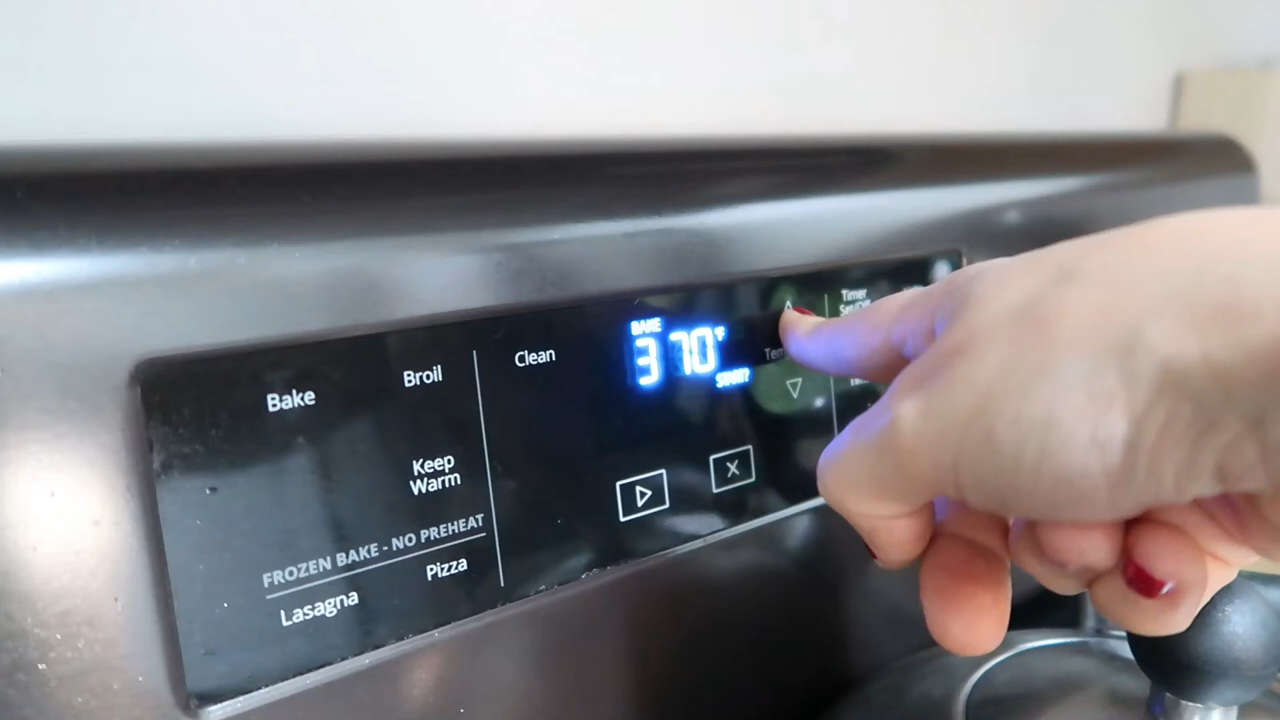 Bake
Broil
Keep
Warm
FROZEN BAKE - NO PREHEAT
Lasagna
Pizza
Clean
BAKE
370°F
START?
Timer